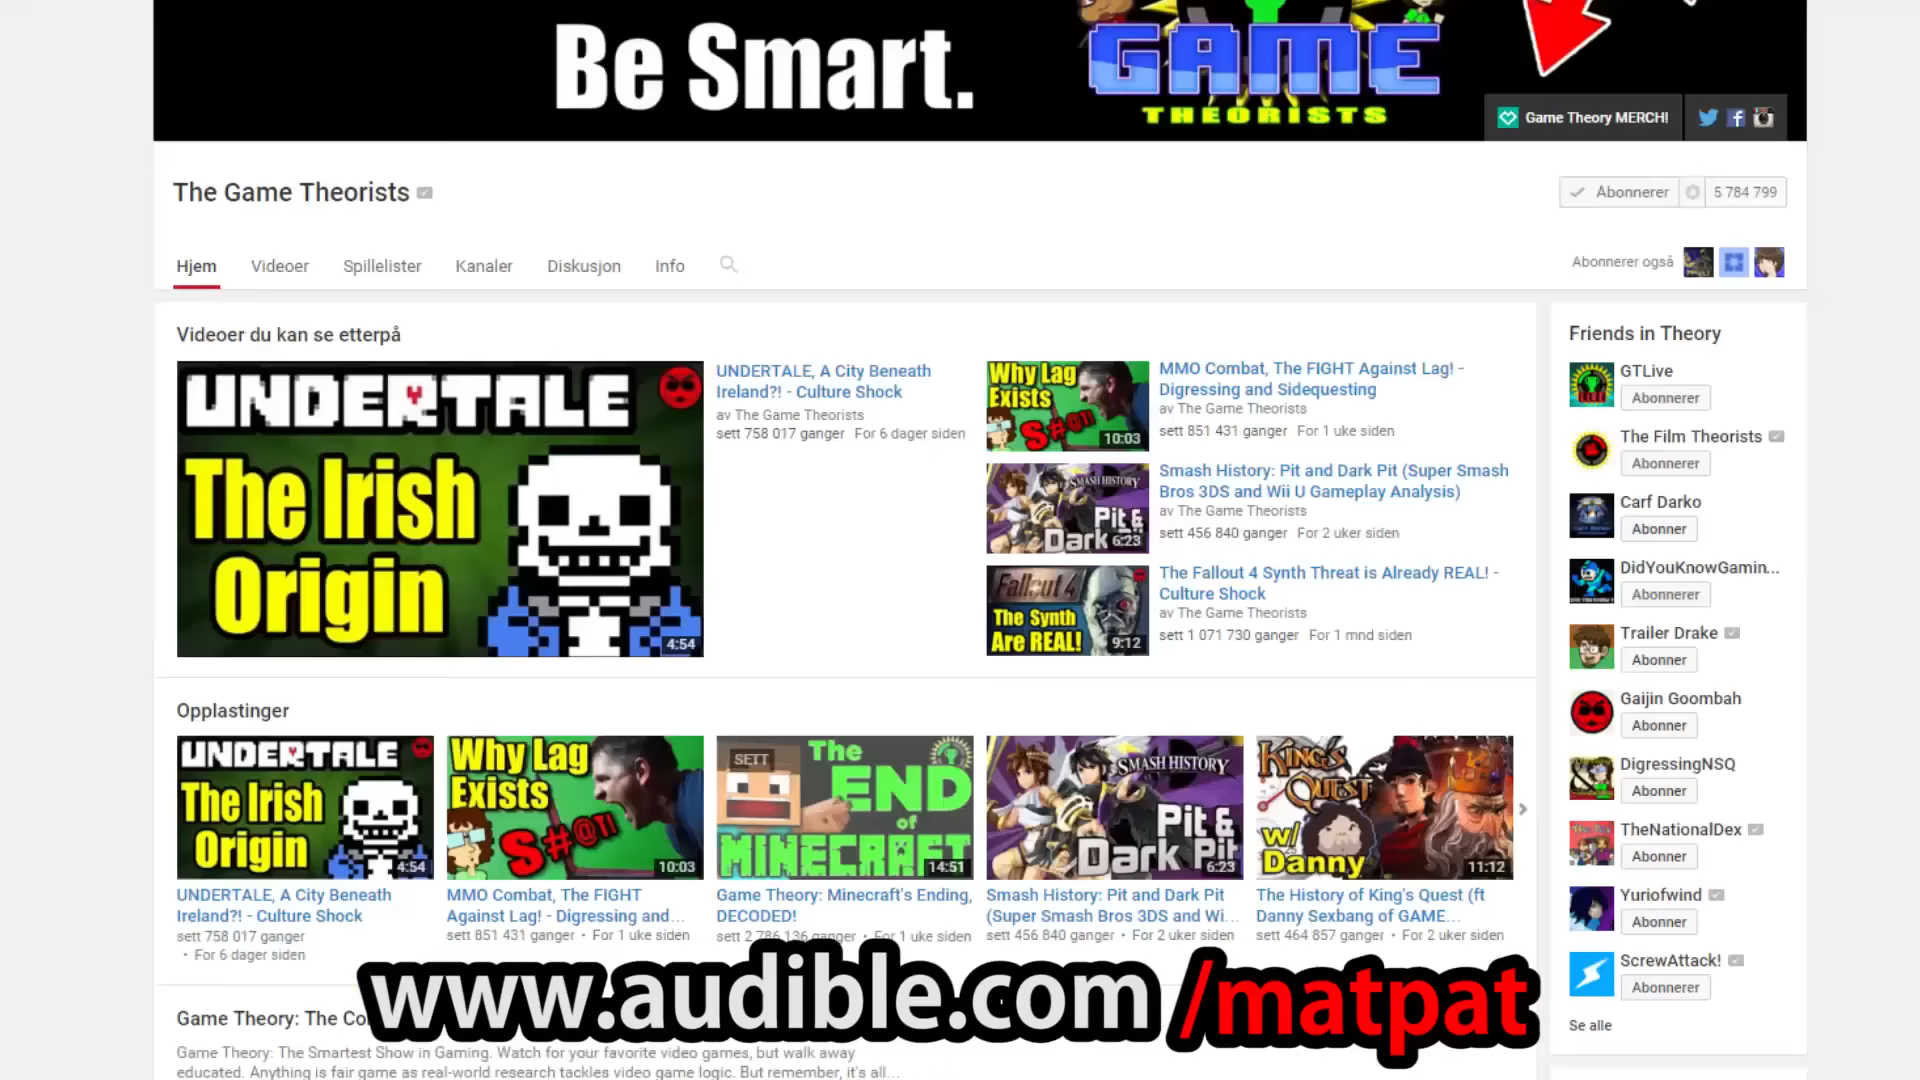 Be Smart.
GAME
THEORISTS
Game Theory MERCH!
The Game Theorists
Abonnerer
5 784 799
Hjem
Videoer
Spillelister
Kanaler
Diskusjon
Info
Abonnerer også
Videoer du kan se etterpå
UNDERTALE
The Irish
Origin
4:54
UNDERTALE, A City Beneath
Ireland?! - Culture Shock
av The Game Theorists
sett 758 017 ganger For 6 dager siden
Why Lag
Exists
S#@T!
10:03
MMO Combat, The FIGHT Against Lag! -
Digressing and Sidequesting
av The Game Theorists
sett 851 431 ganger For 1 uke siden
SMASH HISTORY
Pit &
Dark
6:23
Smash History: Pit and Dark Pit (Super Smash
Bros 3DS and Wii U Gameplay Analysis)
av The Game Theorists
sett 456 840 ganger For 2 uker siden
Fallout 4
The Synth
Are REAL!
9:12
The Fallout 4 Synth Threat is Already REAL! -
Culture Shock
av The Game Theorists
sett 1 071 730 ganger For 1 mnd siden
Opplastinger
UNDERTALE
The Irish
Origin
4:54
UNDERTALE, A City Beneath
Ireland?! - Culture Shock
sett 758 017 ganger
• For 6 dager siden
Why Lag
Exists
S#@T!
10:03
MMO Combat, The FIGHT
Against Lag! - Digressing and...
sett 851 431 ganger • For 1 uke siden
SETT
The
END
of
MINECRAFT
14:51
Game Theory: Minecraft's Ending,
DECODED!
sett 2 786 136 ganger • For 1 uke siden
SMASH HISTORY
Pit &
Dark Pit
6:23
Smash History: Pit and Dark Pit
(Super Smash Bros 3DS and Wi...
sett 456 840 ganger • For 2 uker siden
KING'S
QUEST
w/
Danny
11:12
The History of King's Quest (ft
Danny Sexbang of GAME...
sett 464 857 ganger • For 2 uker siden
www.audible.com/matpat
Game Theory: The Co
Game Theory: The Smartest Show in Gaming. Watch for your favorite video games, but walk away
educated. Anything is fair game as real-world research tackles video game logic. But remember, it's all...
Friends in Theory
GTLive
Abonnerer
The Film Theorists
Abonnerer
Carf Darko
Abonner
DidYouKnowGamin...
Abonnerer
Trailer Drake
Abonner
Gaijin Goombah
Abonner
DigressingNSQ
Abonner
TheNationalDex
Abonner
Yuriofwind
Abonner
ScrewAttack!
Abonnerer
Se alle